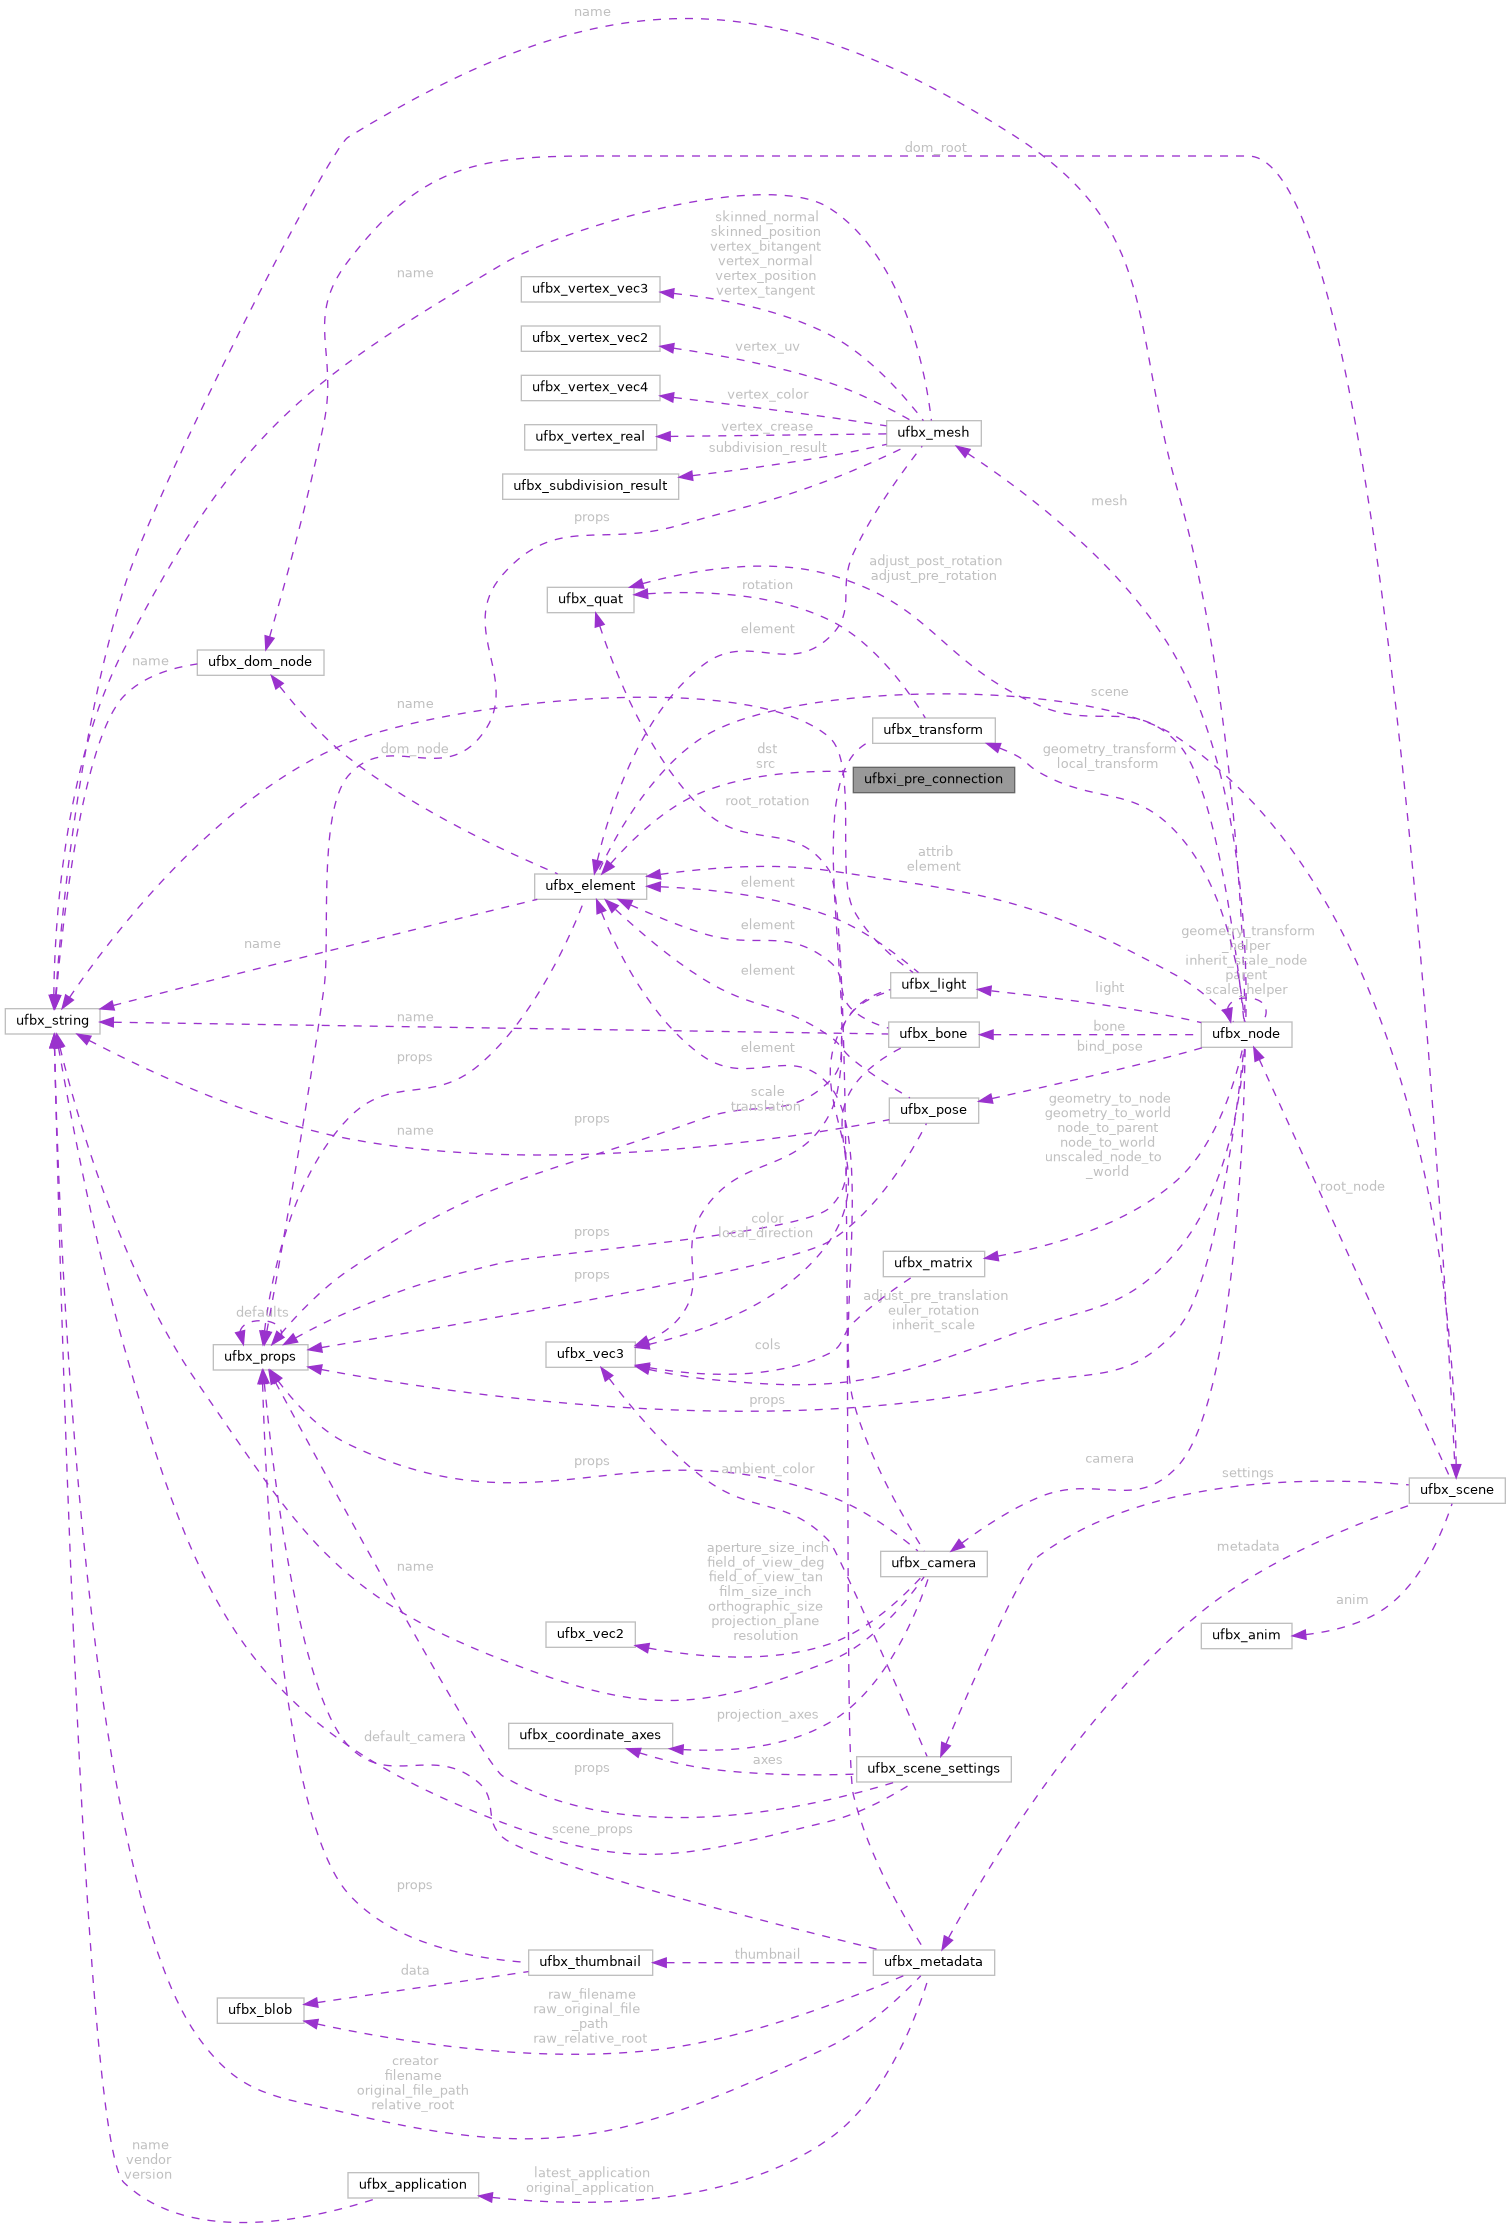 name
dom_root
skinned_normal
skinned_position
vertex_bitangent
vertex_normal
vertex_position
vertex_tangent
name
ufbx_vertex_vec3
ufbx_vertex_vec2
vertex_uv
ufbx_vertex_vec4
vertex_color
ufbx_vertex_real
vertex_crease
ufbx_mesh
subdivision_result
ufbx_subdivision_result
mesh
props
adjust_post_rotation
adjust_pre_rotation
rotation
ufbx_quat
element
name
ufbx_dom_node
scene
name
ufbx_transform
dom_node
dst
src
geometry_transform
local_transform
ufbxi_pre_connection
root_rotation
attrib
element
ufbx_element
element
element
name
geometry_transform
_helper
inherit_scale_node
parent
scale_helper
element
ufbx_light
light
ufbx_string
name
ufbx_bone
bone
ufbx_node
element
bind_pose
props
scale
translation
ufbx_pose
geometry_to_node
geometry_to_world
node_to_parent
node_to_world
unscaled_node_to
_world
props
name
root_node
color
local_direction
props
props
ufbx_matrix
defaults
adjust_pre_translation
euler_rotation
inherit_scale
ufbx_props
ufbx_vec3
cols
props
props
ambient_color
camera
settings
ufbx_scene
name
aperture_size_inch
field_of_view_deg
field_of_view_tan
film_size_inch
orthographic_size
projection_plane
resolution
ufbx_camera
metadata
anim
ufbx_vec2
ufbx_anim
projection_axes
default_camera
ufbx_coordinate_axes
axes
props
ufbx_scene_settings
scene_props
props
ufbx_thumbnail
thumbnail
ufbx_metadata
data
ufbx_blob
raw_filename
raw_original_file
_path
raw_relative_root
creator
filename
original_file_path
relative_root
name
vendor
version
ufbx_application
latest_application
original_application